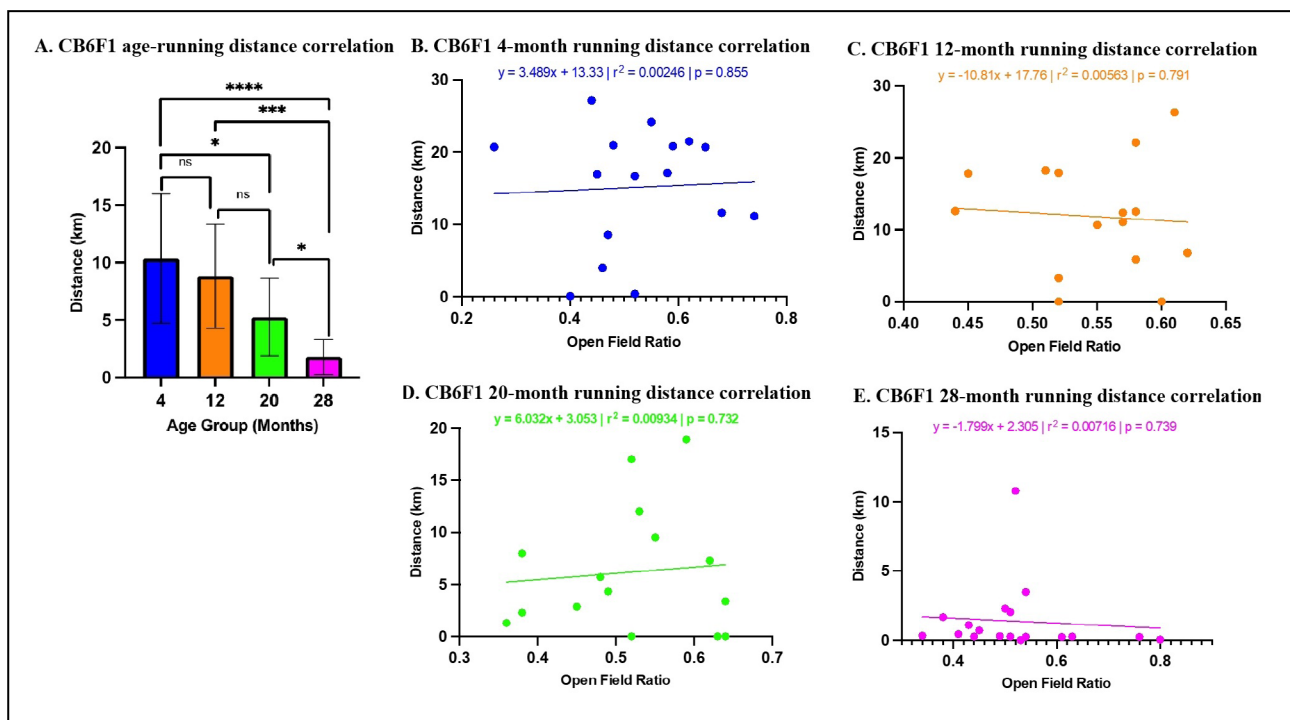 A. CB6F1 age-running distance correlation
****
***
*
ns
ns
*
20
15
10
5
0
Distance (km)
4 12 20 28
Age Group (Months)
B. CB6F1 4-month running distance correlation
y = 3.489x + 13.33 | r² = 0.00246 | p = 0.855
30
20
10
0
Distance (km)
0.2 0.4 0.6 0.8
Open Field Ratio
C. CB6F1 12-month running distance correlation
y = -10.81x + 17.76 | r² = 0.00563 | p = 0.791
30
20
10
0
Distance (km)
0.40 0.45 0.50 0.55 0.60 0.65
Open Field Ratio
D. CB6F1 20-month running distance correlation
y = 6.032x + 3.053 | r² = 0.00934 | p = 0.732
20
15
10
5
0
Distance (km)
0.3 0.4 0.5 0.6 0.7
Open Field Ratio
E. CB6F1 28-month running distance correlation
y = -1.799x + 2.305 | r² = 0.00716 | p = 0.739
15
10
5
0
Distance (km)
0.4 0.6 0.8
Open Field Ratio